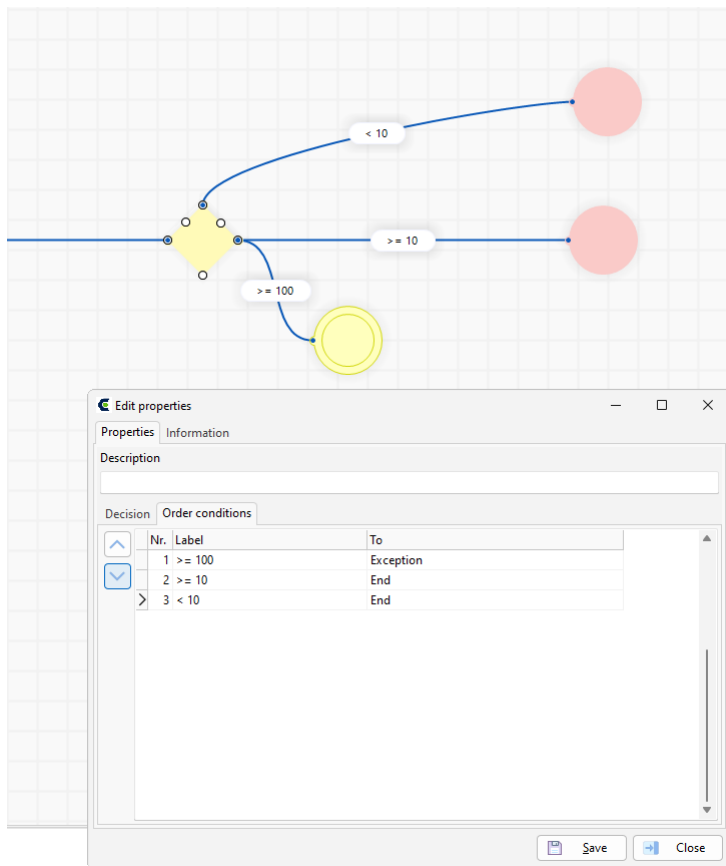 < 10
>= 10
>= 100
Edit properties
Properties Information
Description
Decision Order conditions
Nr. Label To
1 >= 100 Exception
2 >= 10 End
3 < 10 End
Save Close